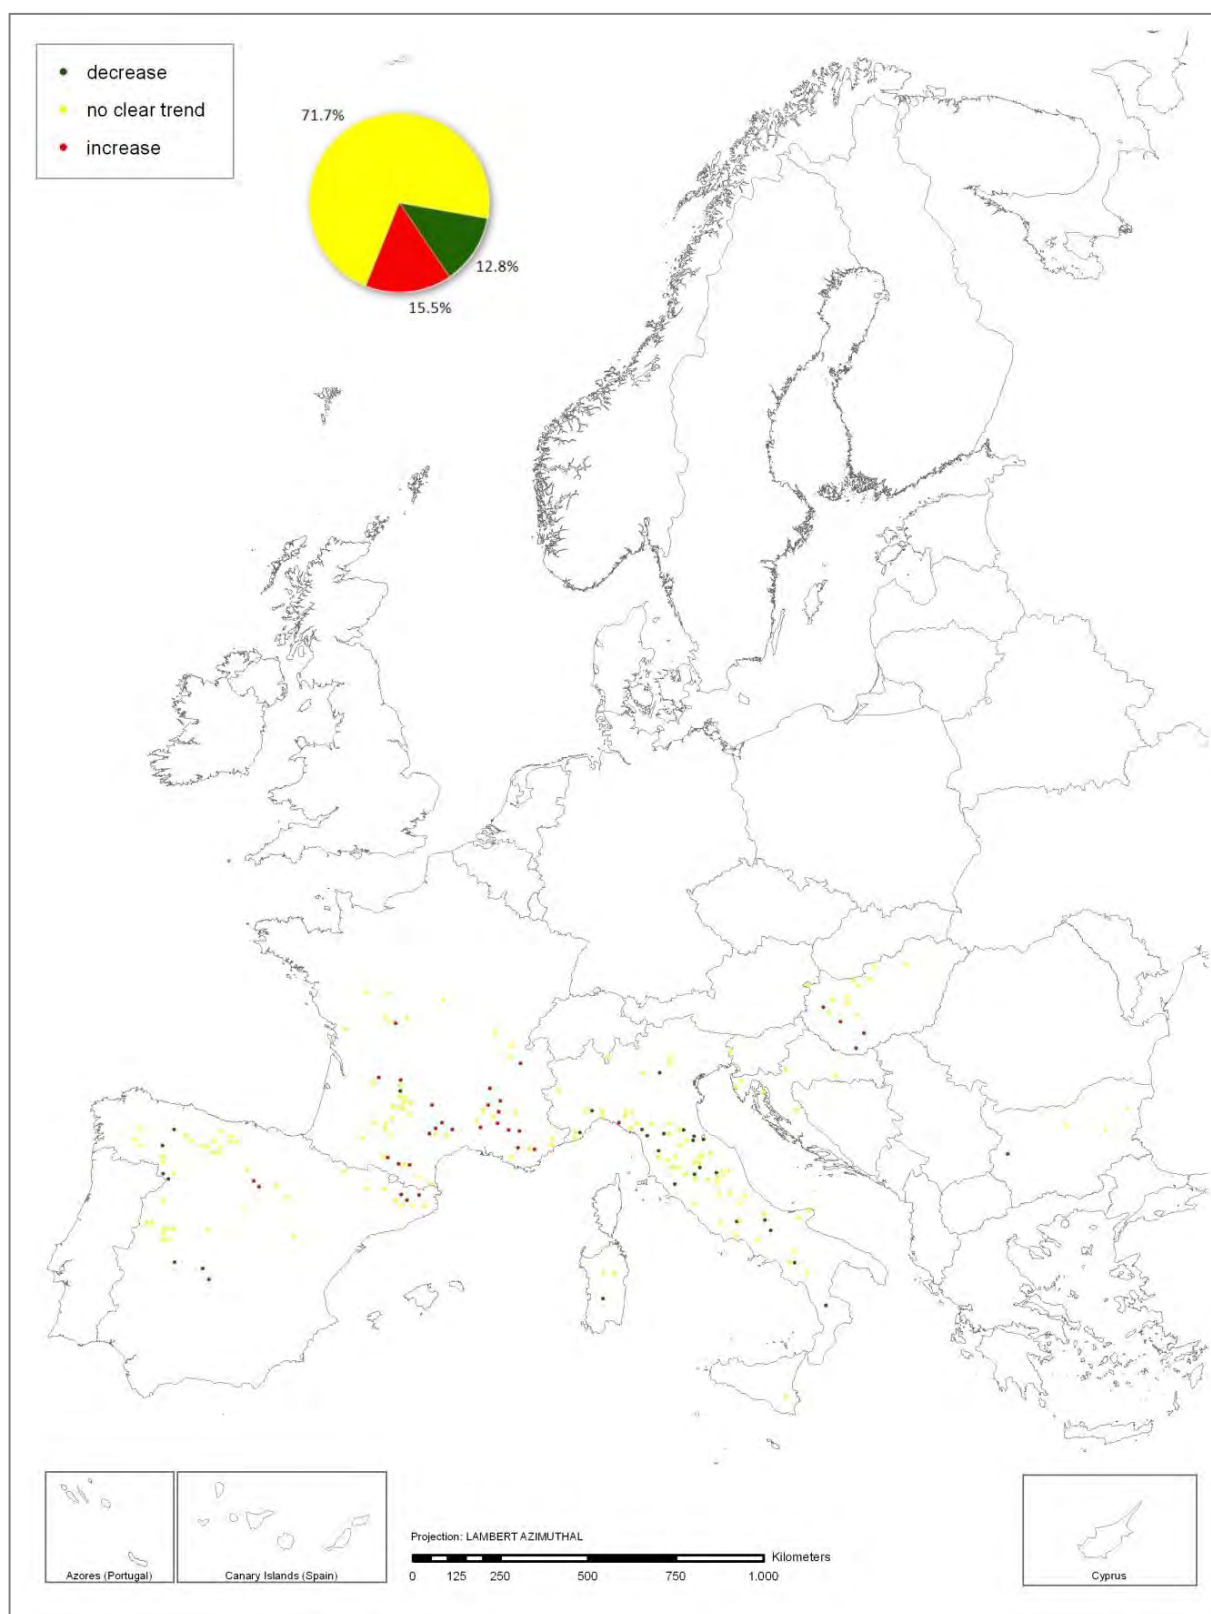 decrease
no clear trend
increase
71.7%
12.8%
15.5%
Azores (Portugal)
Canary Islands (Spain)
Projection: LAMBERT AZIMUTHAL
Kilometers
0 125 250 500 750 1.000
Cyprus